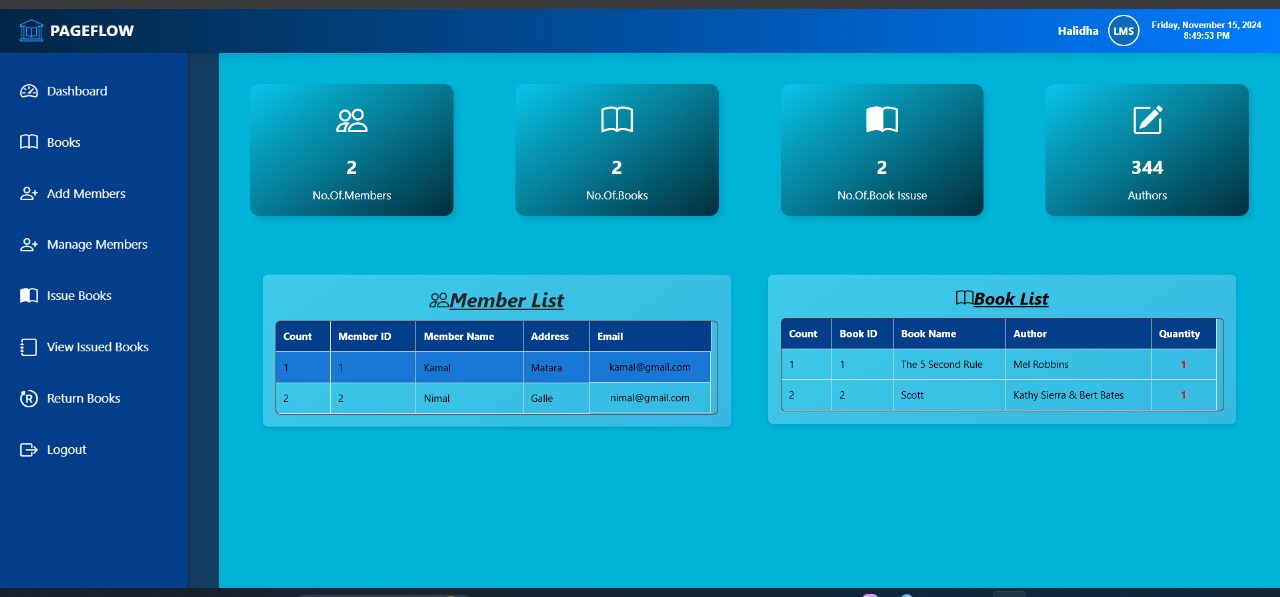 PAGEFLOW
Halidha
LMS
Friday, November 15, 2024
8:49:53 PM
Dashboard
Books
Add Members
Manage Members
Issue Books
View Issued Books
Return Books
Logout
2
No.Of.Members
2
No.Of.Books
2
No.Of.Book Issuse
344
Authors
Member List
Count Member ID Member Name Address Email
1 1 Kamal Matara kamal@gmail.com
2 2 Nimal Galle nimal@gmail.com
Book List
Count Book ID Book Name Author Quantity
1 1 The 5 Second Rule Mel Robbins 1
2 2 Scott Kathy Sierra & Bert Bates 1